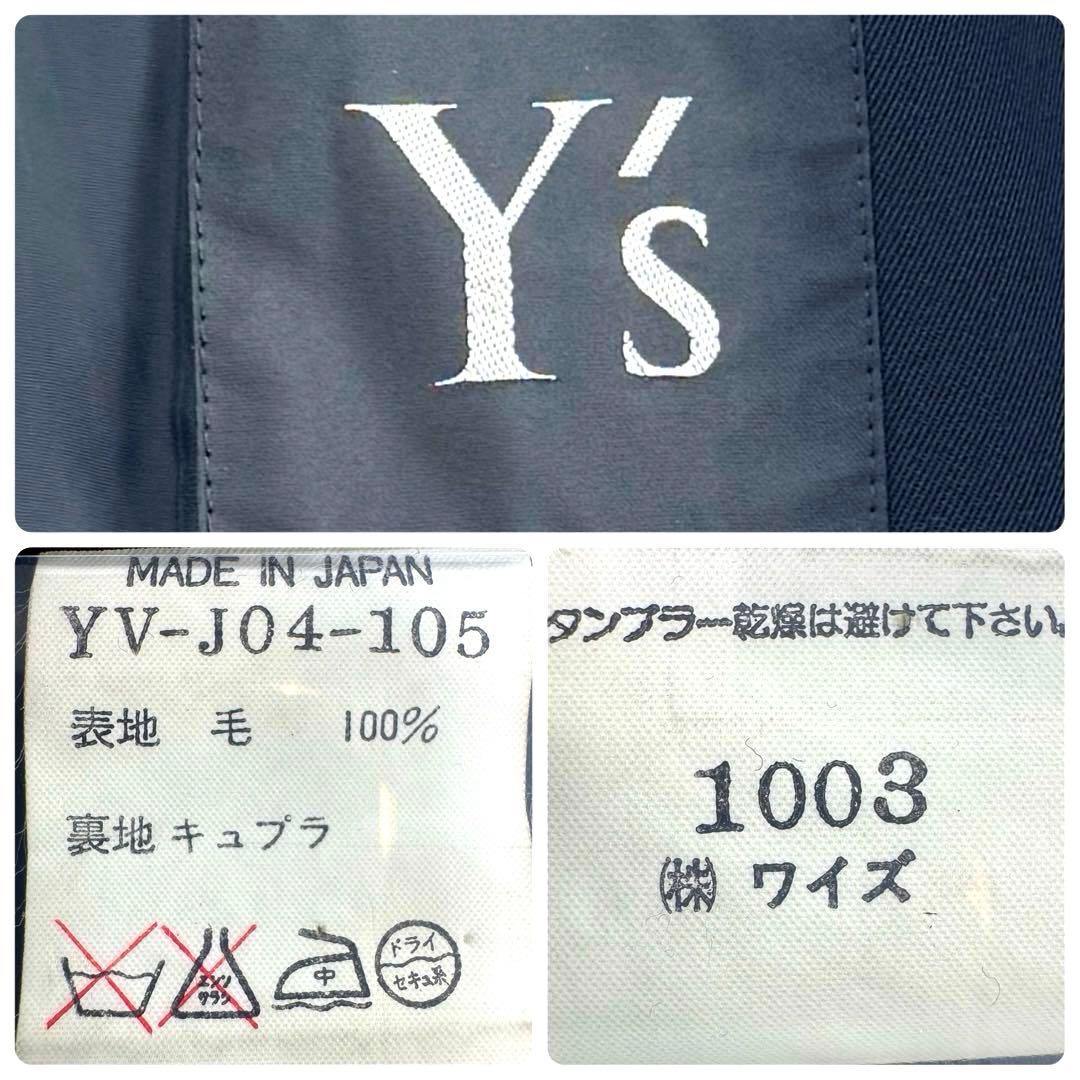 Y's
MADE IN JAPAN
YV-J04-105
表地 毛 100%
裏地 キュプラ
エンソ
サラシ
中
ドライ
セキュ系
タンブラー乾燥は避けて下さい。
1003
㈱ ワイズ